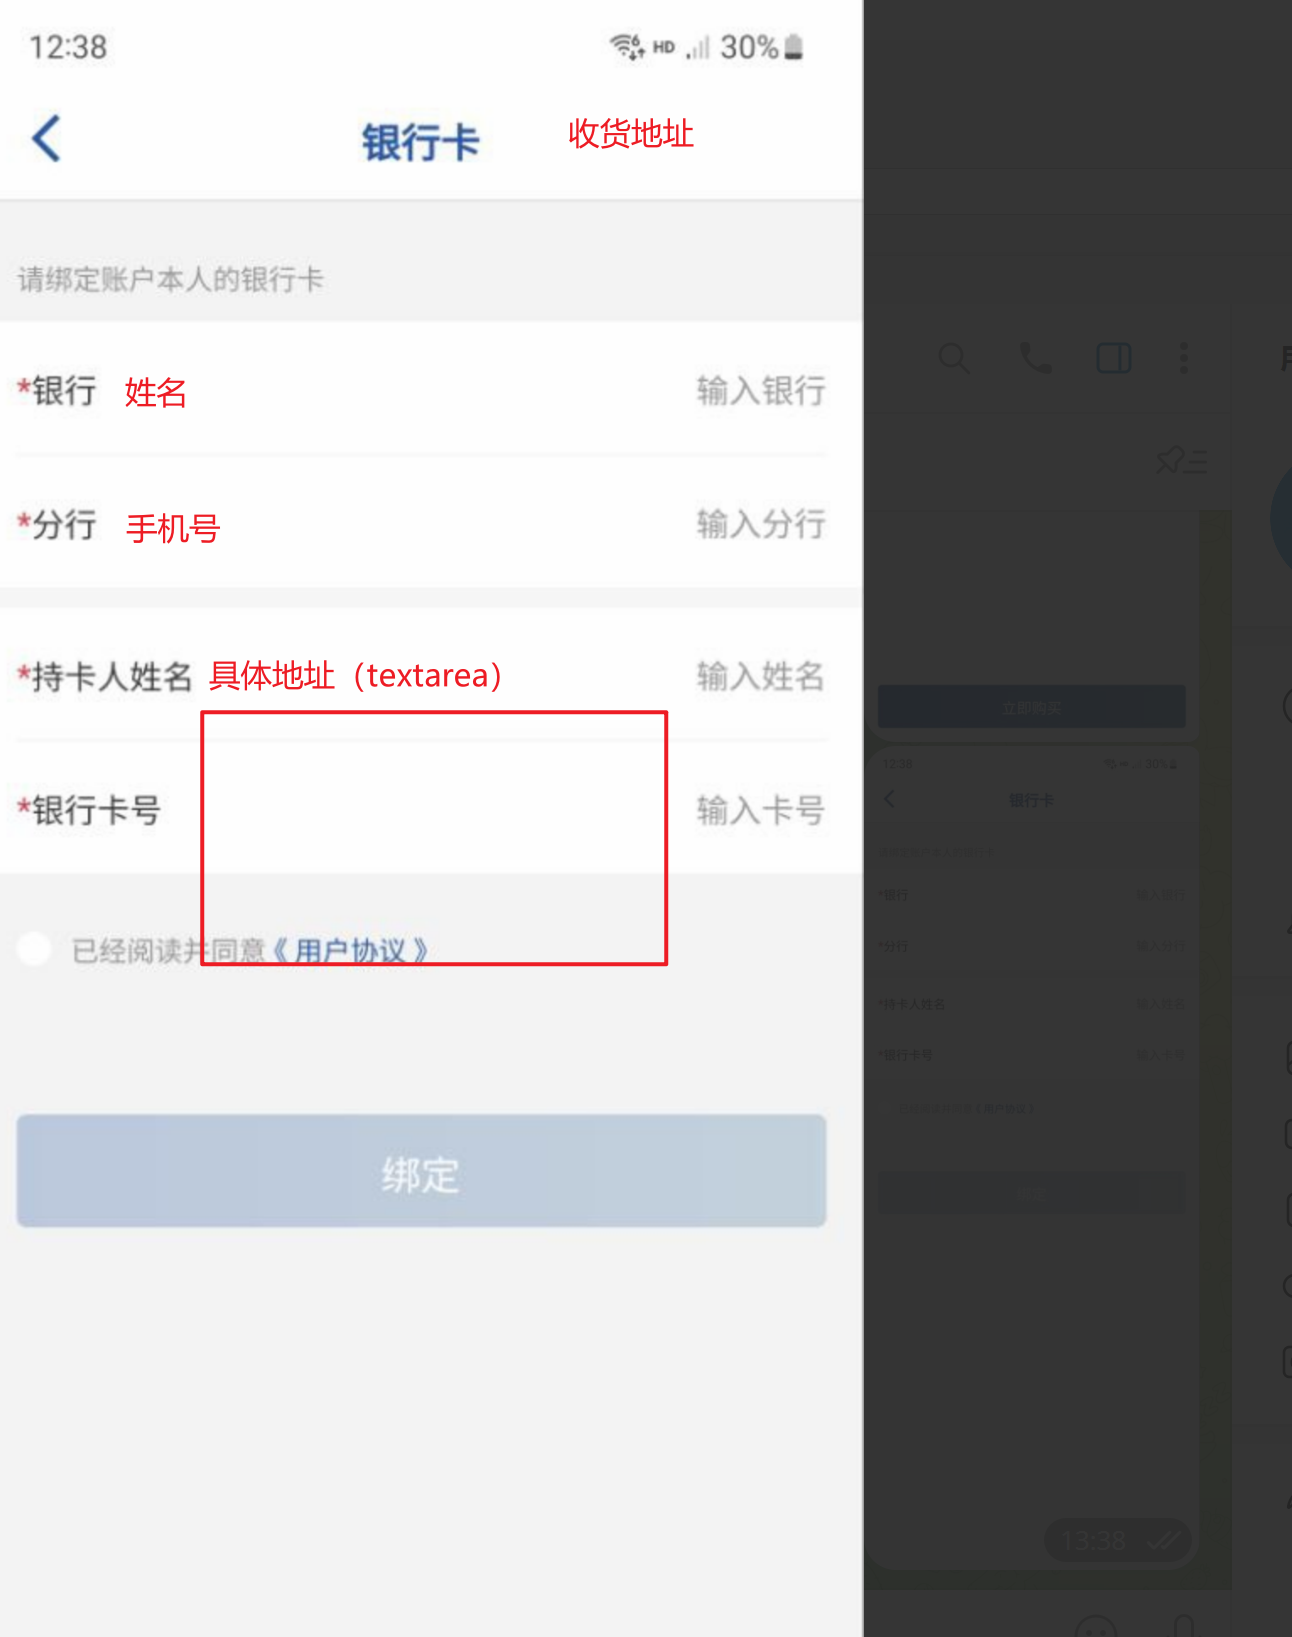 12:38 HD 30%
银行卡 收货地址
请绑定账户本人的银行卡
*银行 姓名 输入银行
*分行 手机号 输入分行
*持卡人姓名 具体地址（textarea） 输入姓名
*银行卡号 输入卡号
已经阅读并同意《用户协议》
绑定
立即购买
12:38 30%
银行卡
*银行 输入银行
*分行 输入分行
*持卡人姓名 输入姓名
*银行卡号 输入卡号
13:38